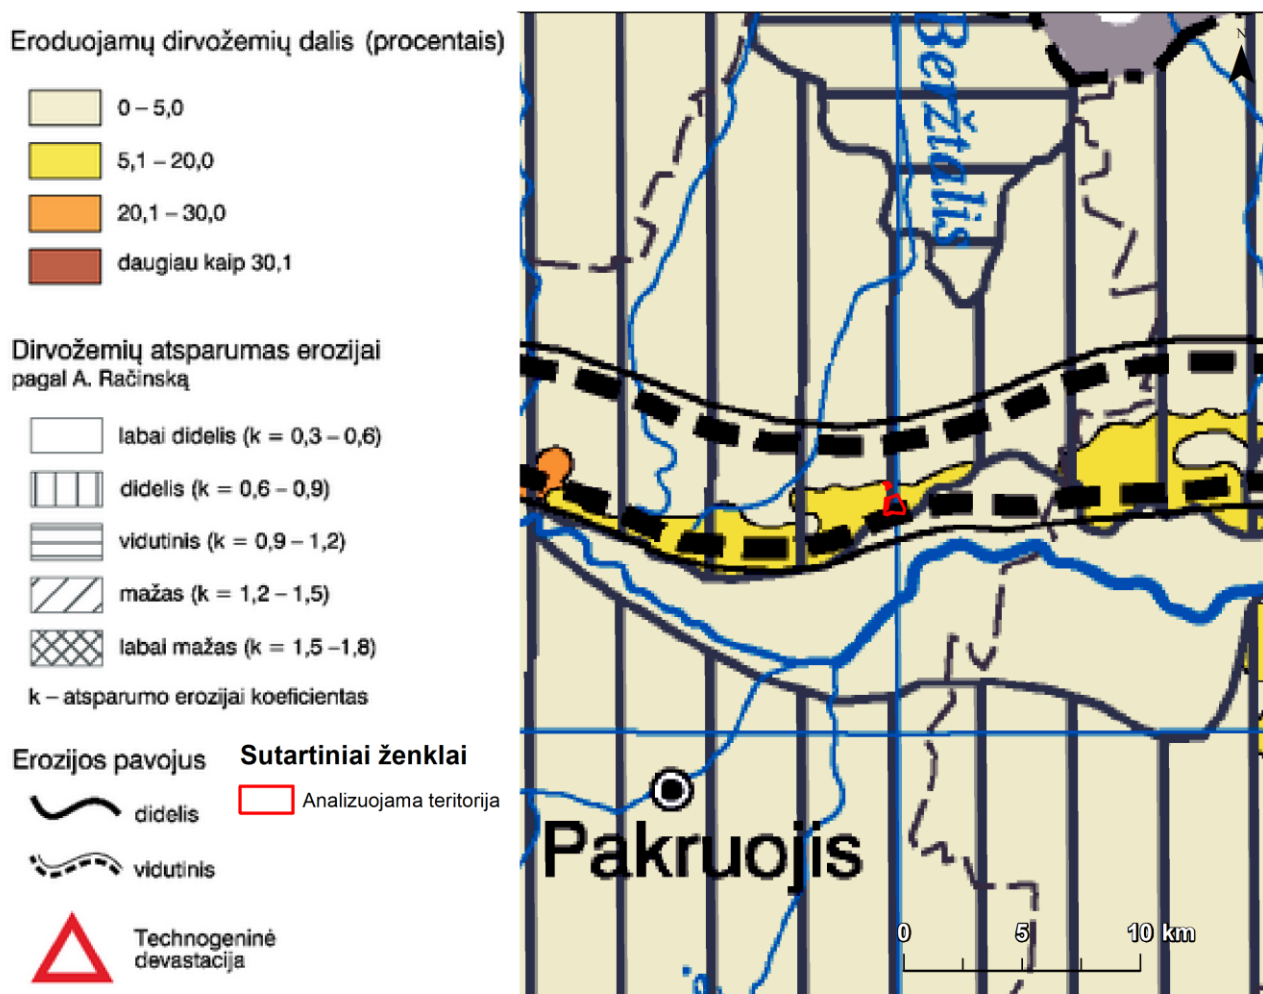 Eroduojamų dirvožemių dalis (procentais)
0 – 5,0
5,1 – 20,0
20,1 – 30,0
daugiau kaip 30,1
Dirvožemių atsparumas erozijai
pagal A. Račinską
labai didelis (k = 0,3 – 0,6)
didelis (k = 0,6 – 0,9)
vidutinis (k = 0,9 – 1,2)
mažas (k = 1,2 – 1,5)
labai mažas (k = 1,5 –1,8)
k – atsparumo erozijai koeficientas
Erozijos pavojus
didelis
vidutinis
Technogeninė
devastacija
Sutartiniai ženklai
Analizuojama teritorija
N
Beržtalis
Pakruojis
0 5 10 km